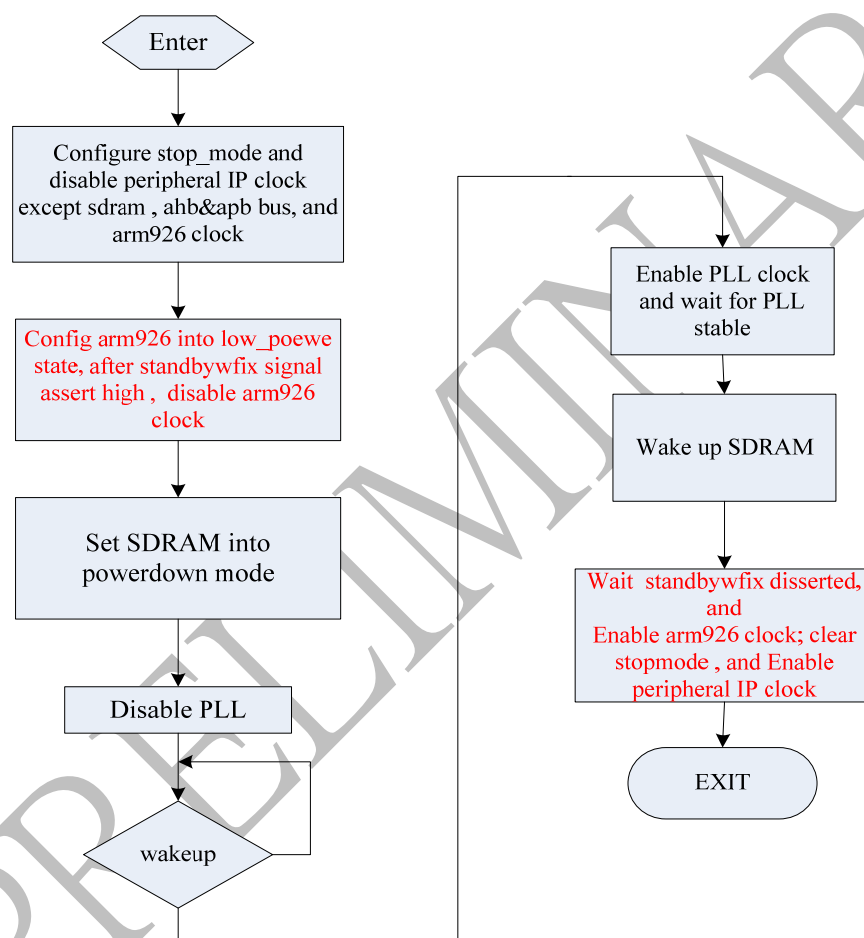 Enter
Configure stop_mode and
disable peripheral IP clock
except sdram , ahb&apb bus, and
arm926 clock
Config arm926 into low_poewe
state, after standbywfix signal
assert high , disable arm926
clock
Set SDRAM into
powerdown mode
Disable PLL
wakeup
Enable PLL clock
and wait for PLL
stable
Wake up SDRAM
Wait standbywfix disserted,
and
Enable arm926 clock; clear
stopmode , and Enable
peripheral IP clock
EXIT
PRELIMINAR